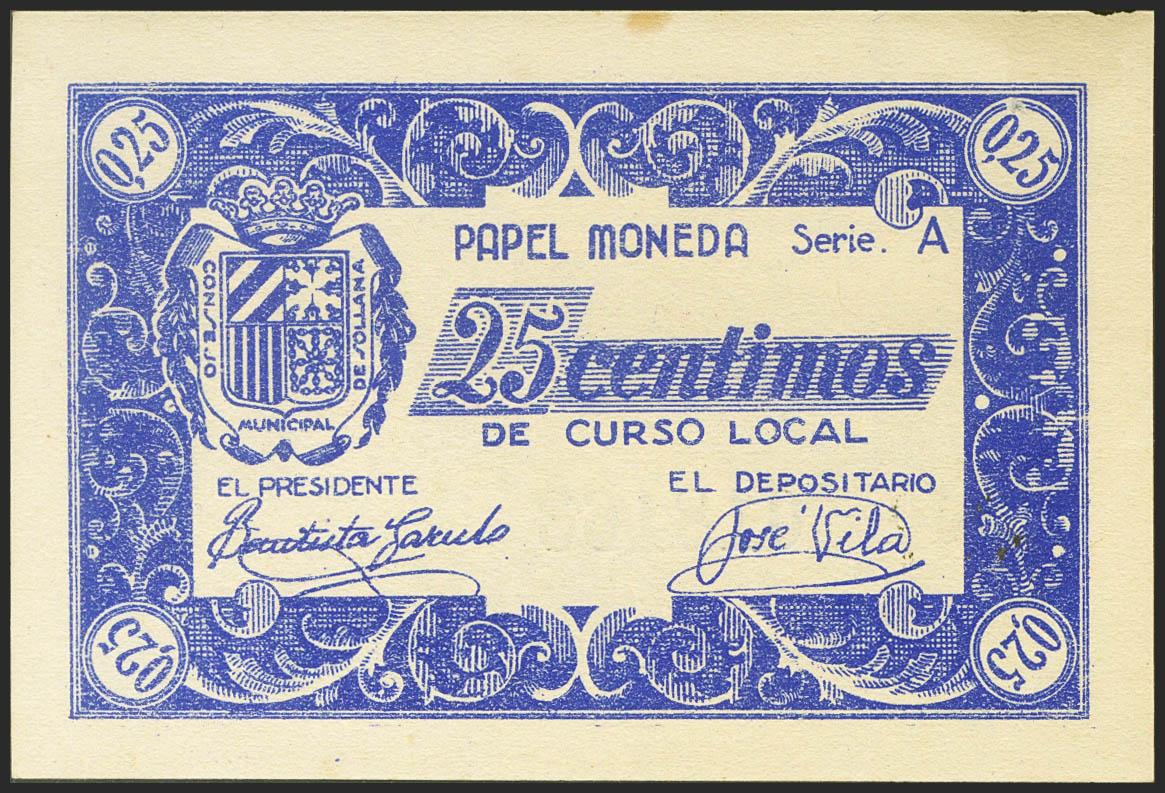 0,25
0,25
PAPEL MONEDA Serie. A
CONSEJO
MUNICIPAL
DE SOLLANA
25 centimos
DE CURSO LOCAL
EL PRESIDENTE
EL DEPOSITARIO
Bautista
José Vila
0,25
0,25